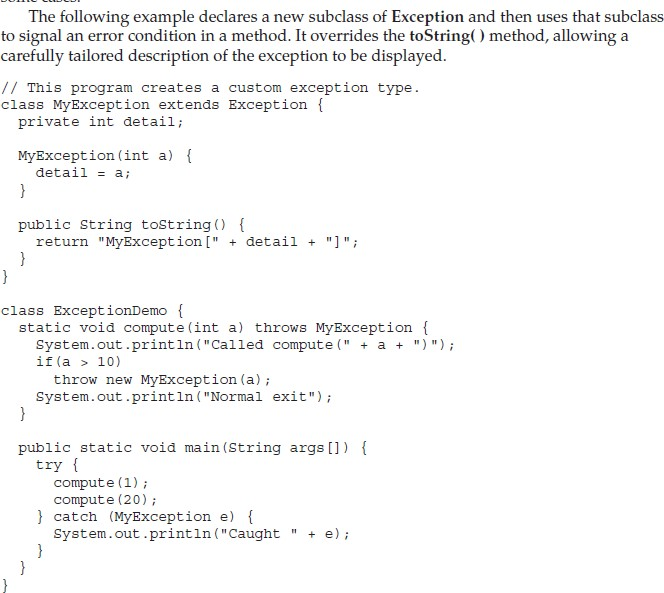 some cases.
The following example declares a new subclass of Exception and then uses that subclass
to signal an error condition in a method. It overrides the toString( ) method, allowing a
carefully tailored description of the exception to be displayed.
// This program creates a custom exception type.
class MyException extends Exception {
  private int detail;

  MyException(int a) {
    detail = a;
  }

  public String toString() {
    return "MyException[" + detail + "]";
  }
}

class ExceptionDemo {
  static void compute(int a) throws MyException {
    System.out.println("Called compute(" + a + ")");
    if(a > 10)
      throw new MyException(a);
    System.out.println("Normal exit");
  }

  public static void main(String args[]) {
    try {
      compute(1);
      compute(20);
    } catch (MyException e) {
      System.out.println("Caught " + e);
    }
  }
}